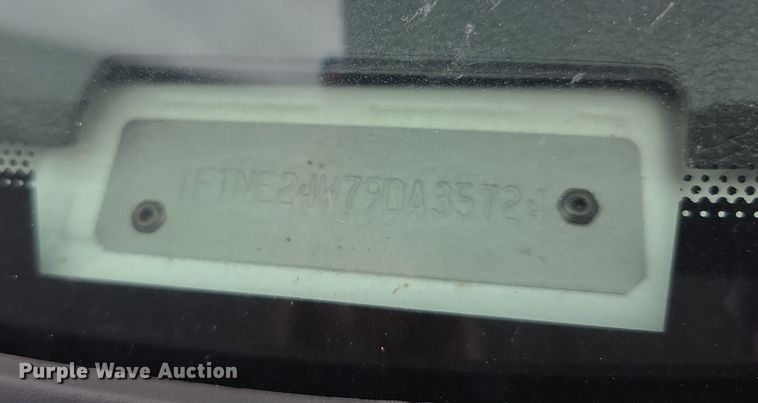 1FTNE24W79DA35724
Purple Wave Auction